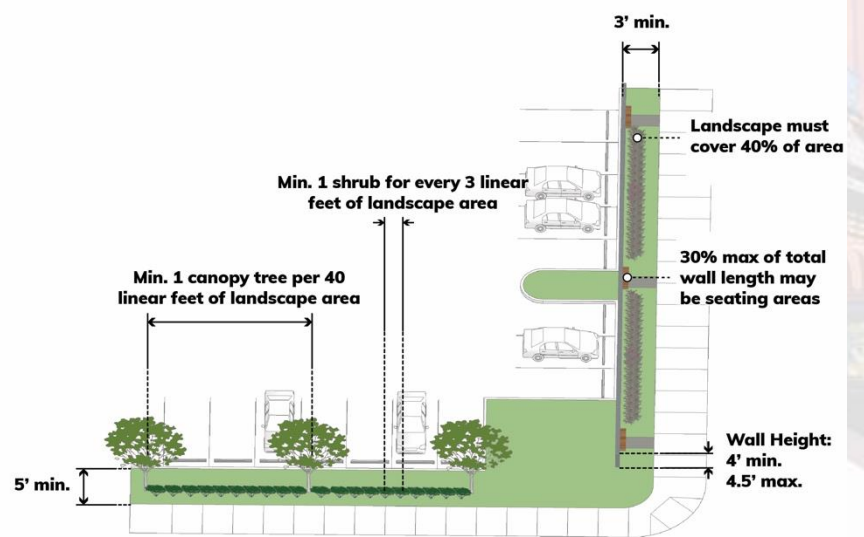 3’ min.
Landscape must
cover 40% of area
Min. 1 shrub for every 3 linear
feet of landscape area
30% max of total
wall length may
be seating areas
Min. 1 canopy tree per 40
linear feet of landscape area
Wall Height:
4’ min.
4.5’ max.
5’ min.